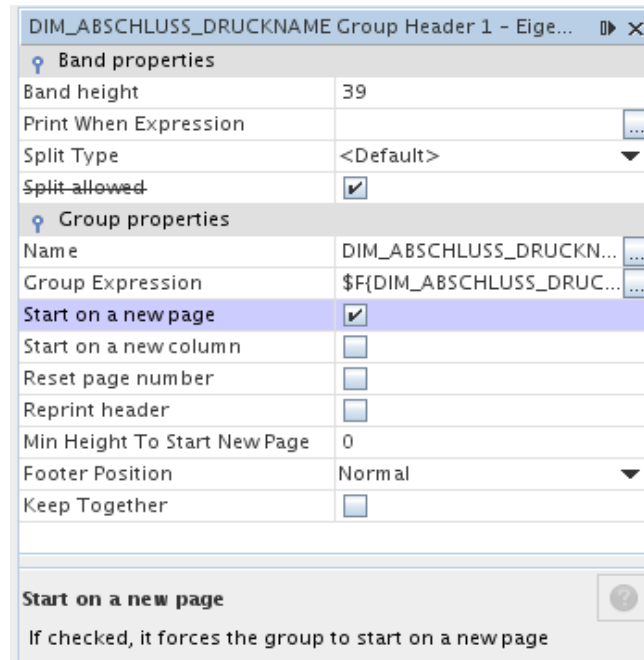 DIM_ABSCHLUSS_DRUCKNAME Group Header 1 – Eige...
Band properties
Band height 39
Print When Expression ...
Split Type <Default>
Split allowed
Group properties
Name DIM_ABSCHLUSS_DRUCKN... ...
Group Expression $F{DIM_ABSCHLUSS_DRUC... ...
Start on a new page
Start on a new column
Reset page number
Reprint header
Min Height To Start New Page 0
Footer Position Normal
Keep Together
Start on a new page
?
If checked, it forces the group to start on a new page